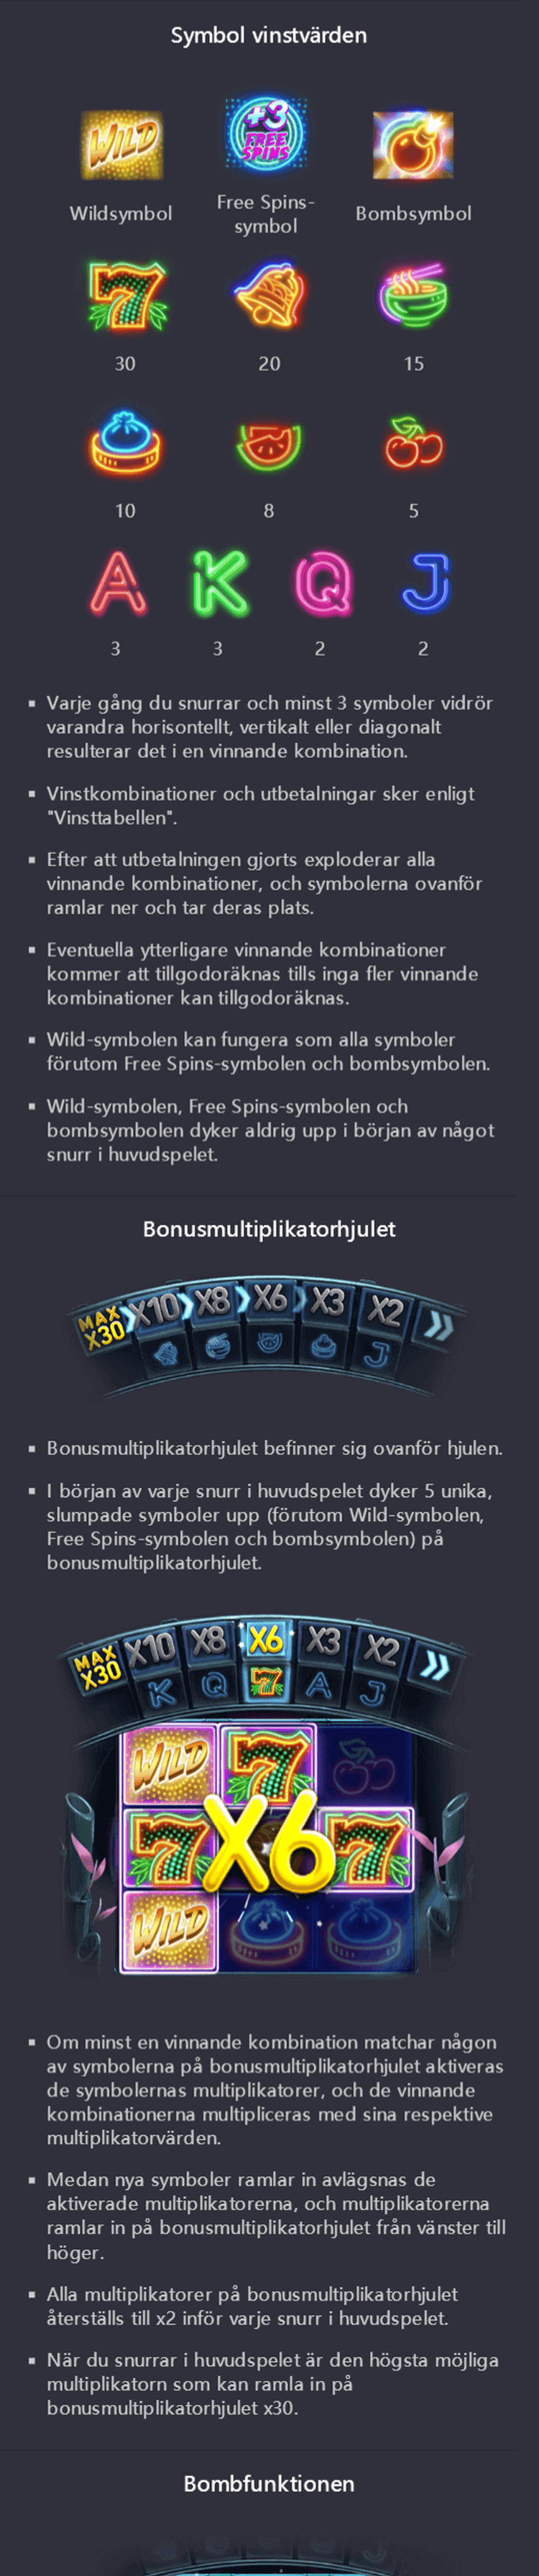 Symbol vinstvärden
WILD
+3
FREE
SPINS
Wildsymbol
Free Spins-
symbol
Bombsymbol
7
30 20 15
10 8 5
A K Q J
3 3 2 2
▪ Varje gång du snurrar och minst 3 symboler vidrör
varandra horisontellt, vertikalt eller diagonalt
resulterar det i en vinnande kombination.
▪ Vinstkombinationer och utbetalningar sker enligt
"Vinsttabellen".
▪ Efter att utbetalningen gjorts exploderar alla
vinnande kombinationer, och symbolerna ovanför
ramlar ner och tar deras plats.
▪ Eventuella ytterligare vinnande kombinationer
kommer att tillgodoräknas tills inga fler vinnande
kombinationer kan tillgodoräknas.
▪ Wild-symbolen kan fungera som alla symboler
förutom Free Spins-symbolen och bombsymbolen.
▪ Wild-symbolen, Free Spins-symbolen och
bombsymbolen dyker aldrig upp i början av något
snurr i huvudspelet.
Bonusmultiplikatorhjulet
MAX
X30 X10 X8 X6 X3 X2
J
▪ Bonusmultiplikatorhjulet befinner sig ovanför hjulen.
▪ I början av varje snurr i huvudspelet dyker 5 unika,
slumpade symboler upp (förutom Wild-symbolen,
Free Spins-symbolen och bombsymbolen) på
bonusmultiplikatorhjulet.
MAX
X30 X10 X8 X6 X3 X2
K Q 7 A J
WILD 7
7 X6 7
WILD
▪ Om minst en vinnande kombination matchar någon
av symbolerna på bonusmultiplikatorhjulet aktiveras
de symbolernas multiplikatorer, och de vinnande
kombinationerna multipliceras med sina respektive
multiplikatorvärden.
▪ Medan nya symboler ramlar in avlägsnas de
aktiverade multiplikatorerna, och multiplikatorerna
ramlar in på bonusmultiplikatorhjulet från vänster till
höger.
▪ Alla multiplikatorer på bonusmultiplikatorhjulet
återställs till x2 inför varje snurr i huvudspelet.
▪ När du snurrar i huvudspelet är den högsta möjliga
multiplikatorn som kan ramla in på
bonusmultiplikatorhjulet x30.
Bombfunktionen